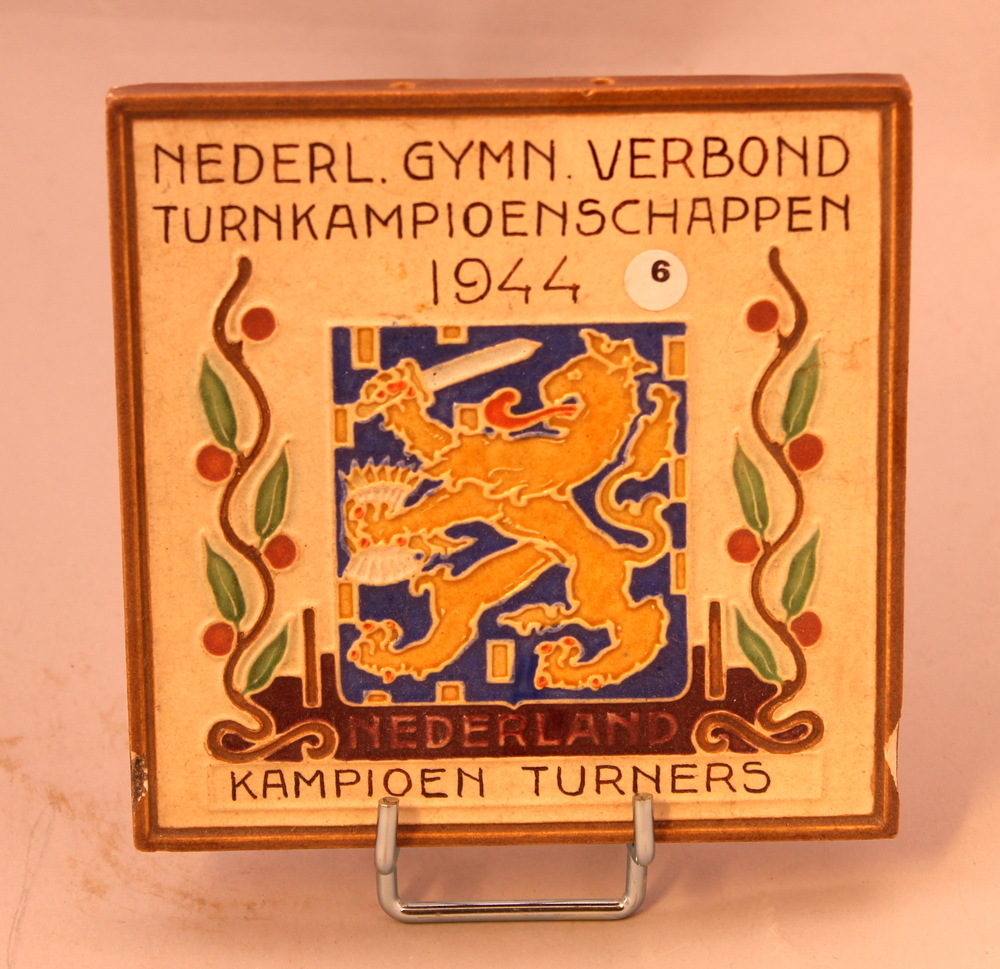 NEDERL. GYMN. VERBOND
TURNKAMPIOENSCHAPPEN
1944
6
NEDERLAND
KAMPIOEN TURNERS